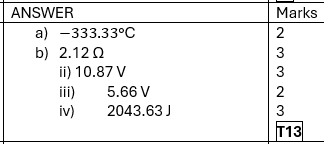 ANSWER Marks
a) −333.33°C 2
b) 2.12 Ω 3
ii) 10.87 V 3
iii) 5.66 V 2
iv) 2043.63 J 3
T13